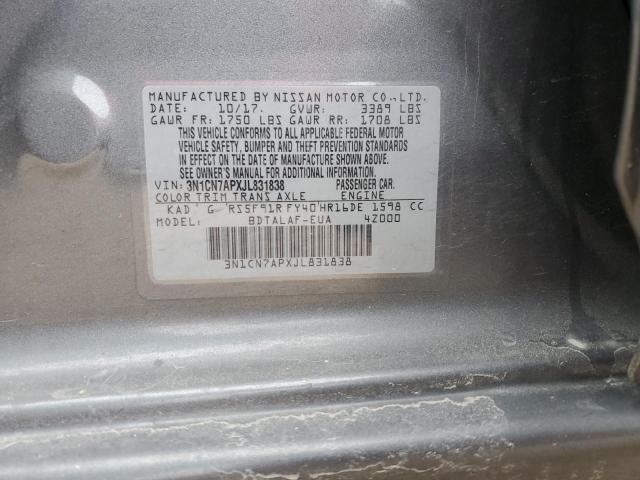 MANUFACTURED BY NISSAN MOTOR CO.,LTD.
DATE: 10/17. GVWR: 3389 LBS
GAWR FR: 1750 LBS GAWR RR: 1708 LBS
THIS VEHICLE CONFORMS TO ALL APPLICABLE FEDERAL MOTOR
VEHICLE SAFETY, BUMPER AND THEFT PREVENTION STANDARDS
IN EFFECT ON THE DATE OF MANUFACTURE SHOWN ABOVE.
SEE OWNER'S MANUAL FOR ADDITIONAL INFORMATION.
VIN: 3N1CN7APXJL831838 PASSENGER CAR.
COLOR TRIM TRANS AXLE ENGINE
KAD G RS5F91R FY40 HR16DE 1598 CC
MODEL: BDTALAF-EUA 42000
3N1CN7APXJL831838